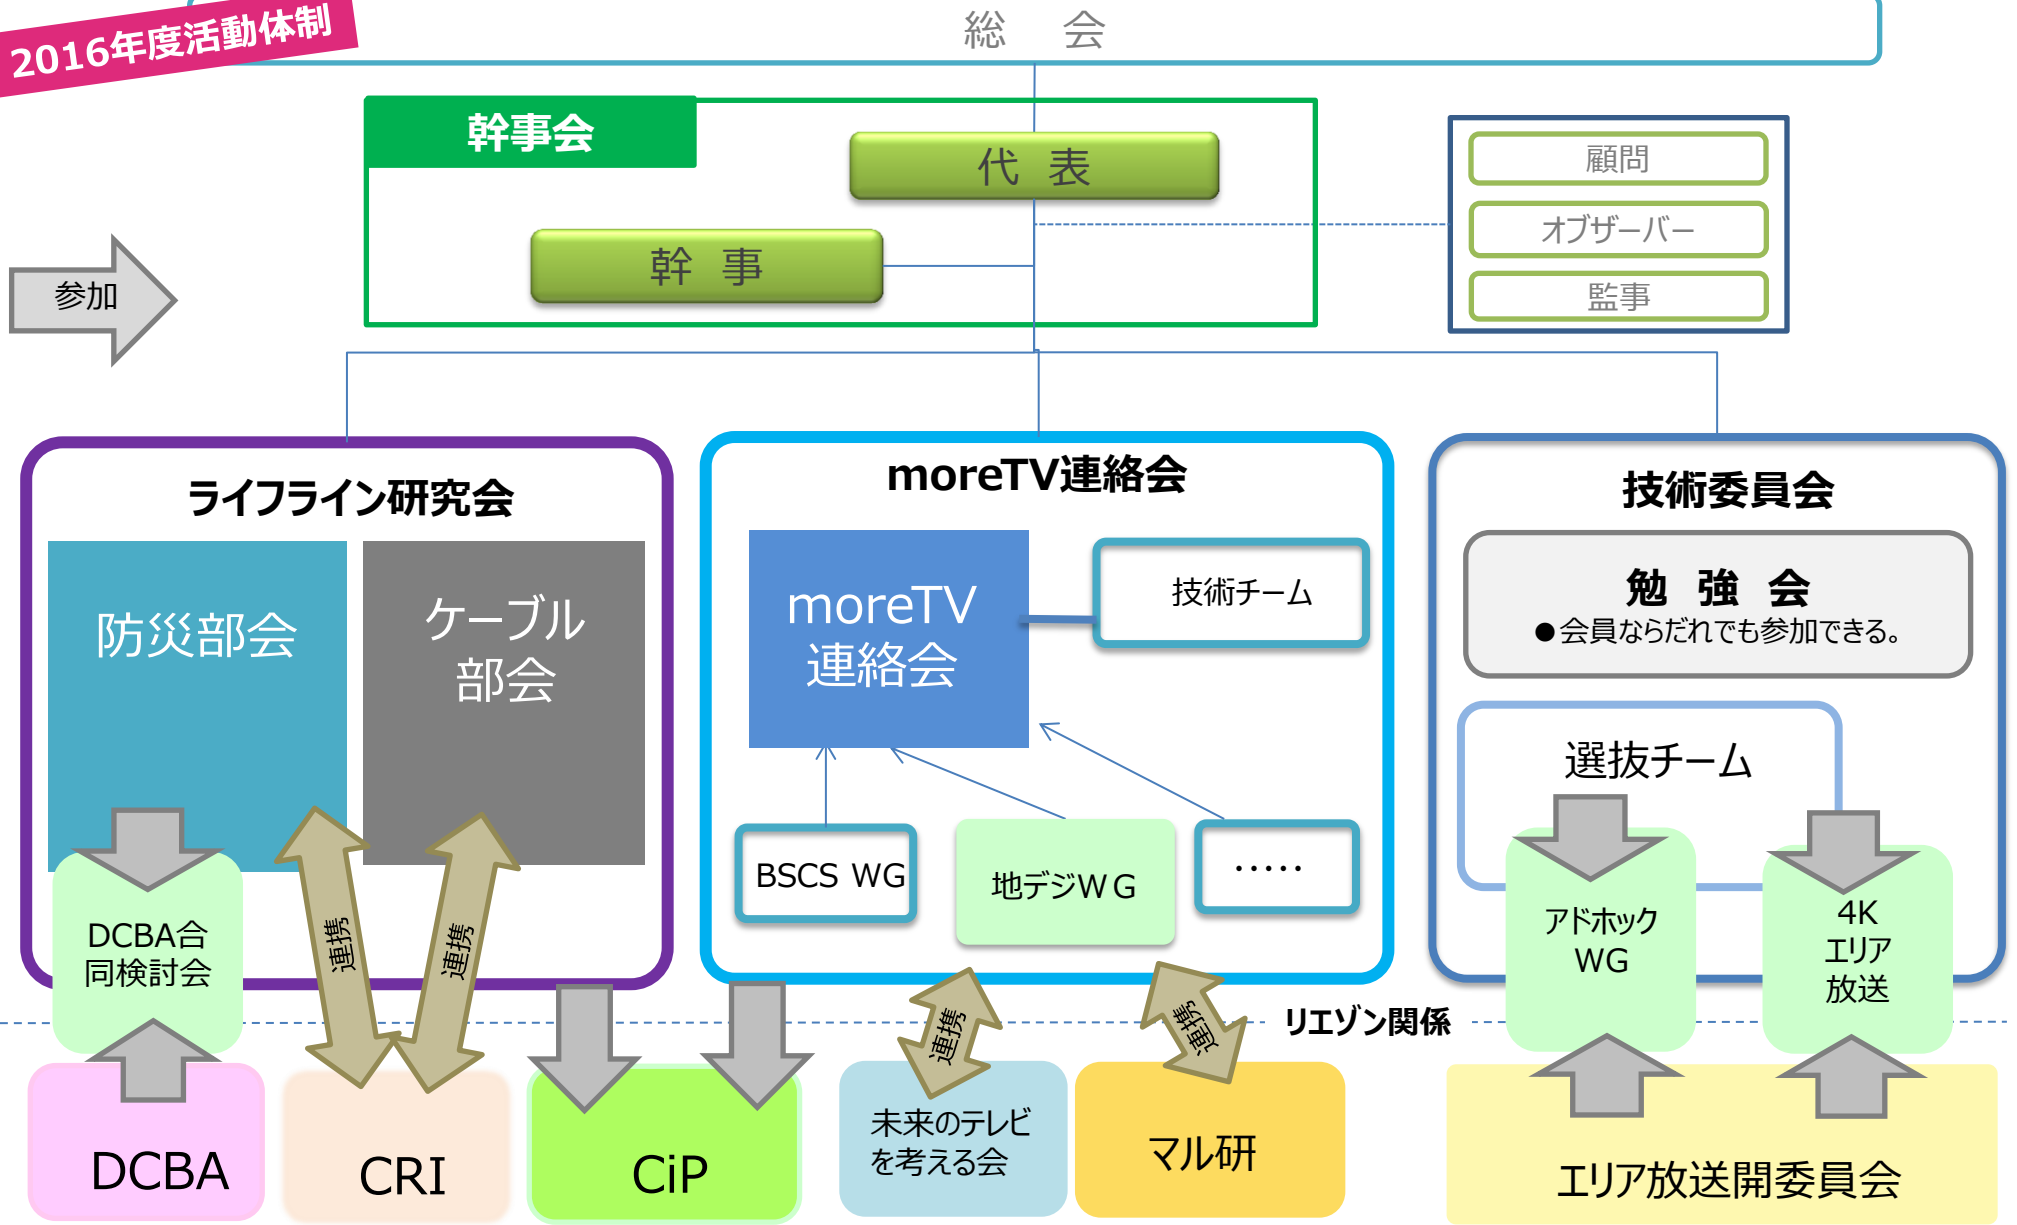 2016年度活動体制
総　会
幹事会
代　表
幹　事
顧問
オブザーバー
監事
参加
ライフライン研究会
防災部会
ケーブル
部会
DCBA合
同検討会
連携
連携
moreTV連絡会
moreTV
連絡会
技術チーム
BSCS WG
地デジＷＧ
・・・・・
技術委員会
勉　強　会
●会員ならだれでも参加できる。
選抜チーム
アドホック
WG
4K
エリア
放送
連携
連携
リエゾン関係
DCBA
CRI
CiP
未来のテレビ
を考える会
マル研
エリア放送開委員会